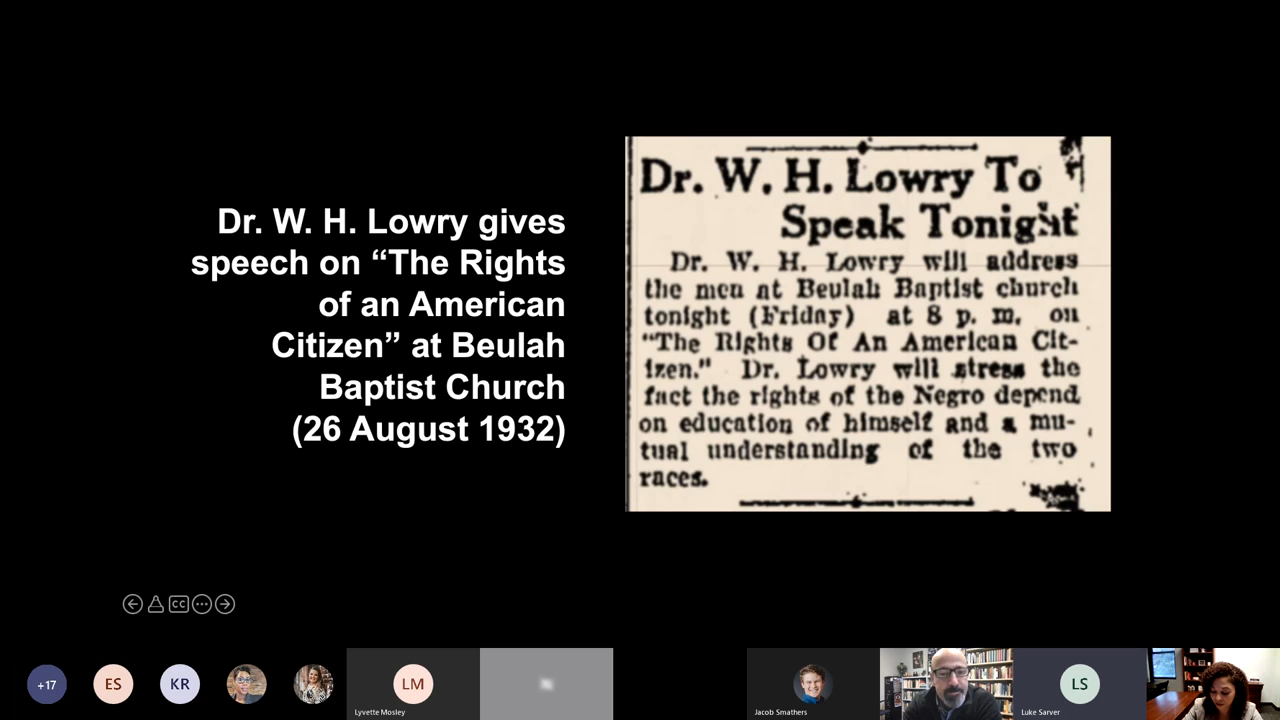 Dr. W. H. Lowry gives
speech on “The Rights
of an American
Citizen” at Beulah
Baptist Church
(26 August 1932)
Dr. W. H. Lowry To
Speak Tonight
Dr. W. H. Lowry will address
the men at Beulah Baptist church
tonight (Friday) at 8 p. m. on
“The Rights Of An American Cit-
izen.” Dr. Lowry will stress the
fact the rights of the Negro depend
on education of himself and a mu-
tual understanding of the two
races.
CC
+17
ES
KR
LM
Lyvette Mosley
Jacob Smathers
LS
Luke Sarver